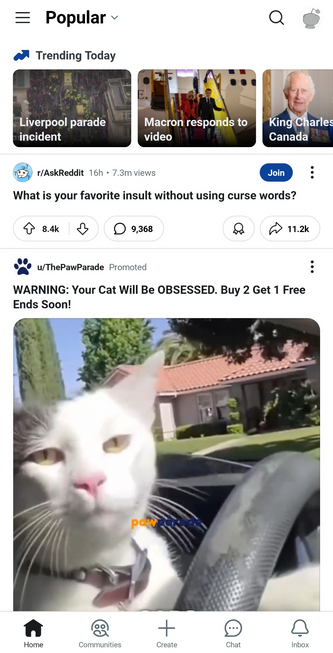 Popular
Trending Today
Liverpool parade
incident
Macron responds to
video
King Charles
Canada
r/AskReddit 16h • 7.3m views
Join
What is your favorite insult without using curse words?
8.4k
9,368
11.2k
u/ThePawParade Promoted
WARNING: Your Cat Will Be OBSESSED. Buy 2 Get 1 Free
Ends Soon!
Home
Communities
Create
Chat
Inbox